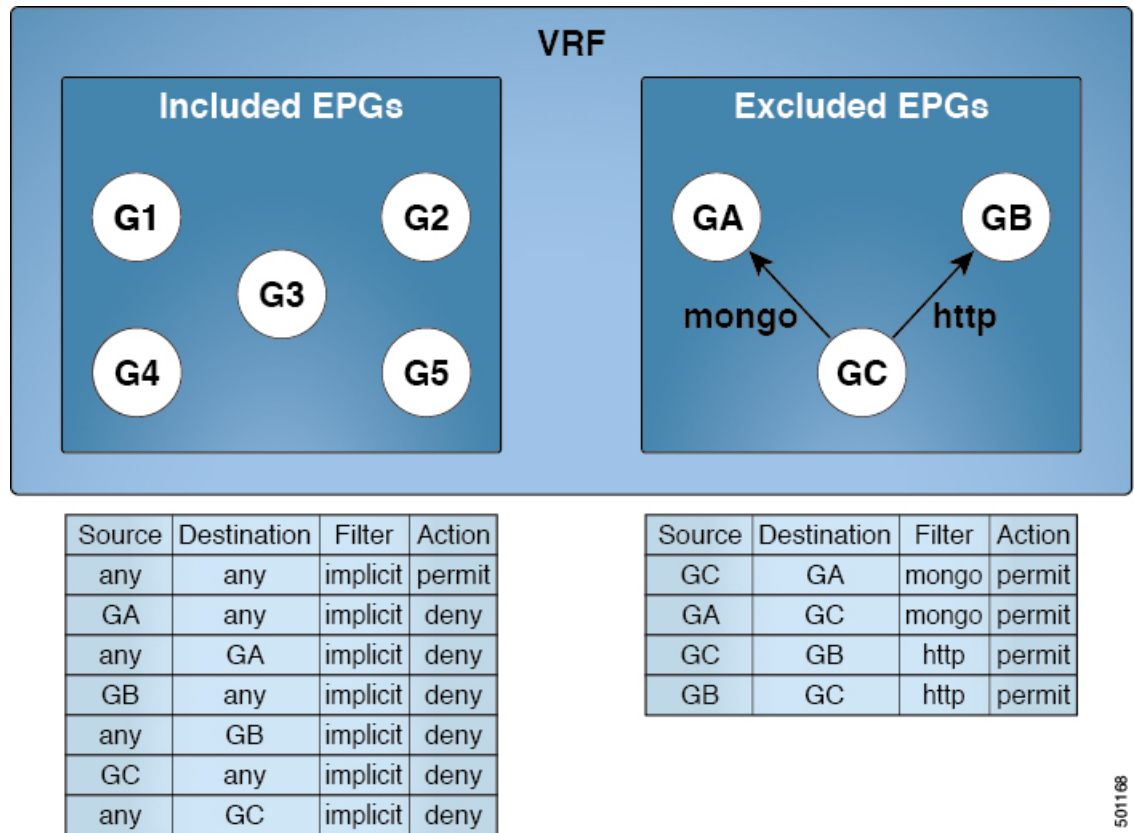 VRF
Included EPGs
G1
G2
G3
G4
G5
Excluded EPGs
GA
GB
mongo
http
GC
Source Destination Filter Action
any any implicit permit
GA any implicit deny
any GA implicit deny
GB any implicit deny
any GB implicit deny
GC any implicit deny
any GC implicit deny
Source Destination Filter Action
GC GA mongo permit
GA GC mongo permit
GC GB http permit
GB GC http permit
501168